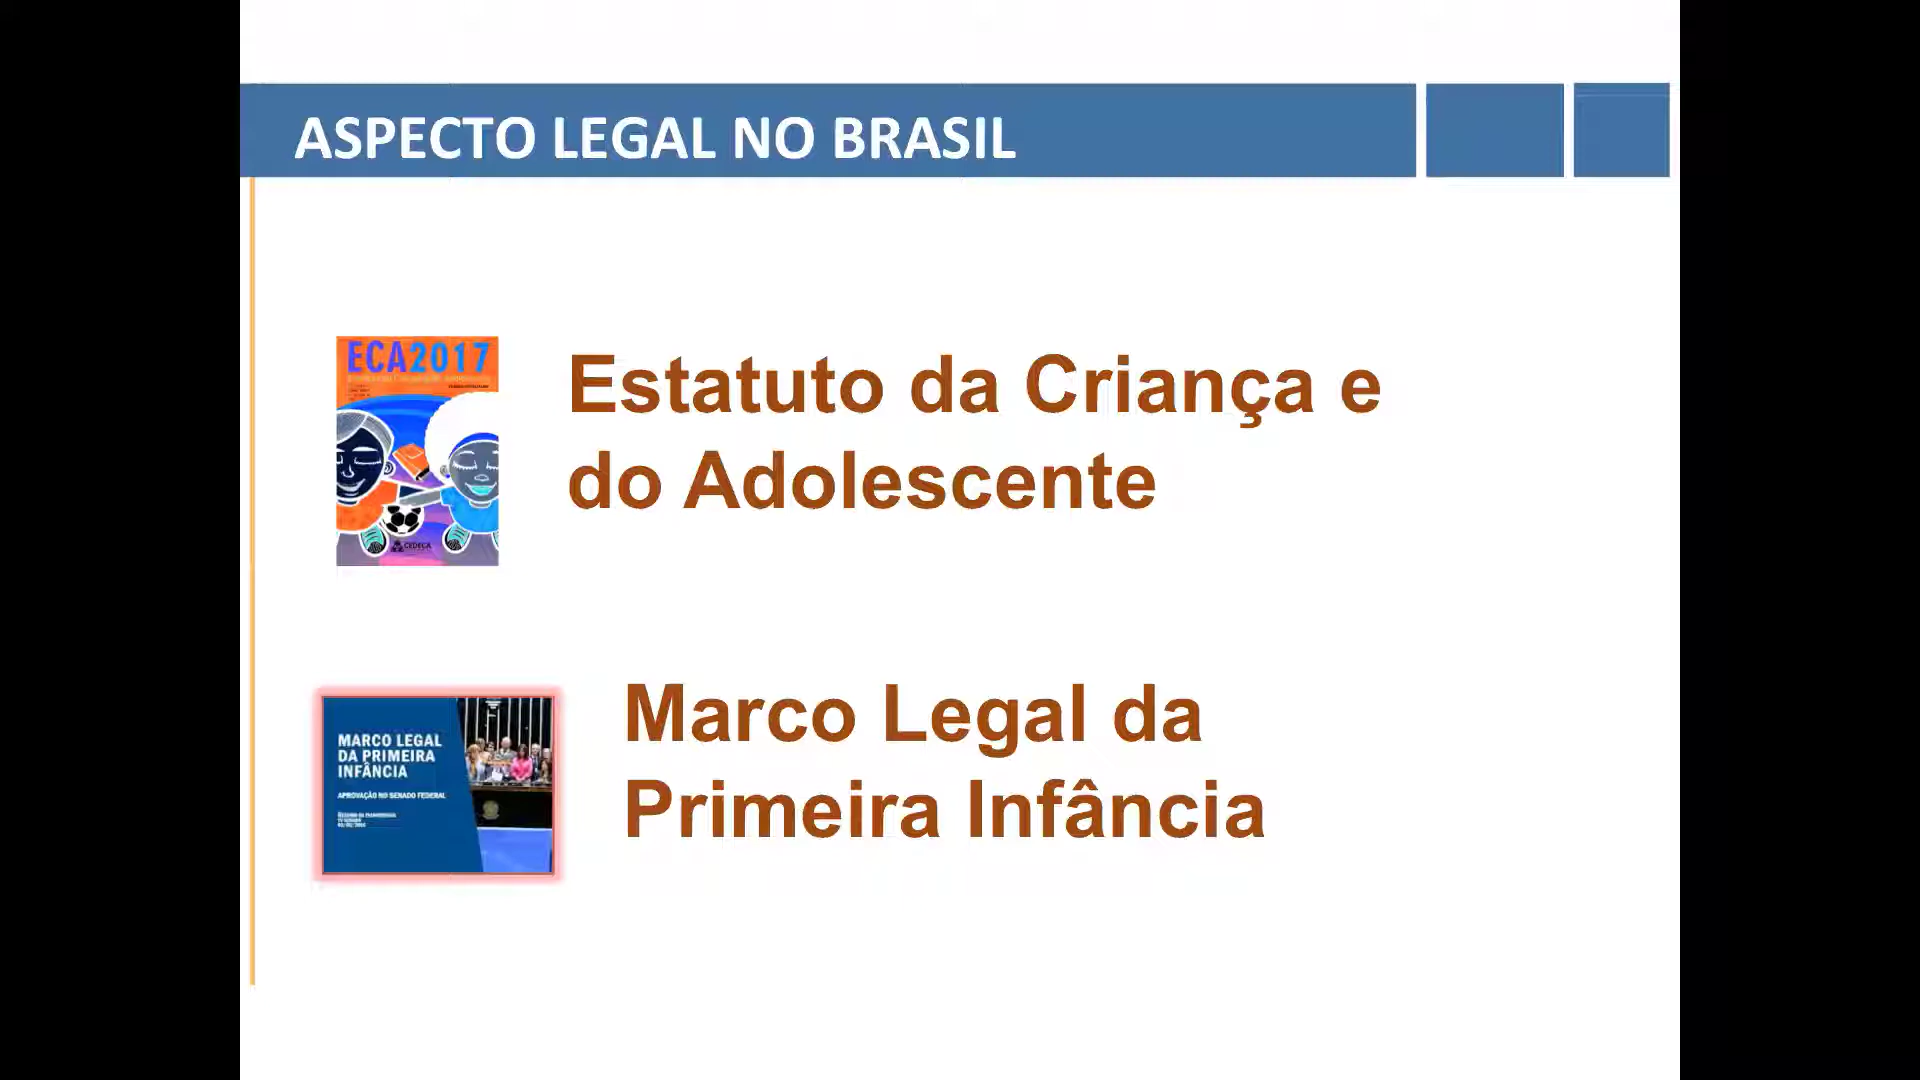 ASPECTO LEGAL NO BRASIL
ECA2017
Estatuto da Criança e
do Adolescente
CEDECA
MARCO LEGAL
DA PRIMEIRA
INFÂNCIA
APROVAÇÃO NO SENADO FEDERAL
Marco Legal da
Primeira Infância